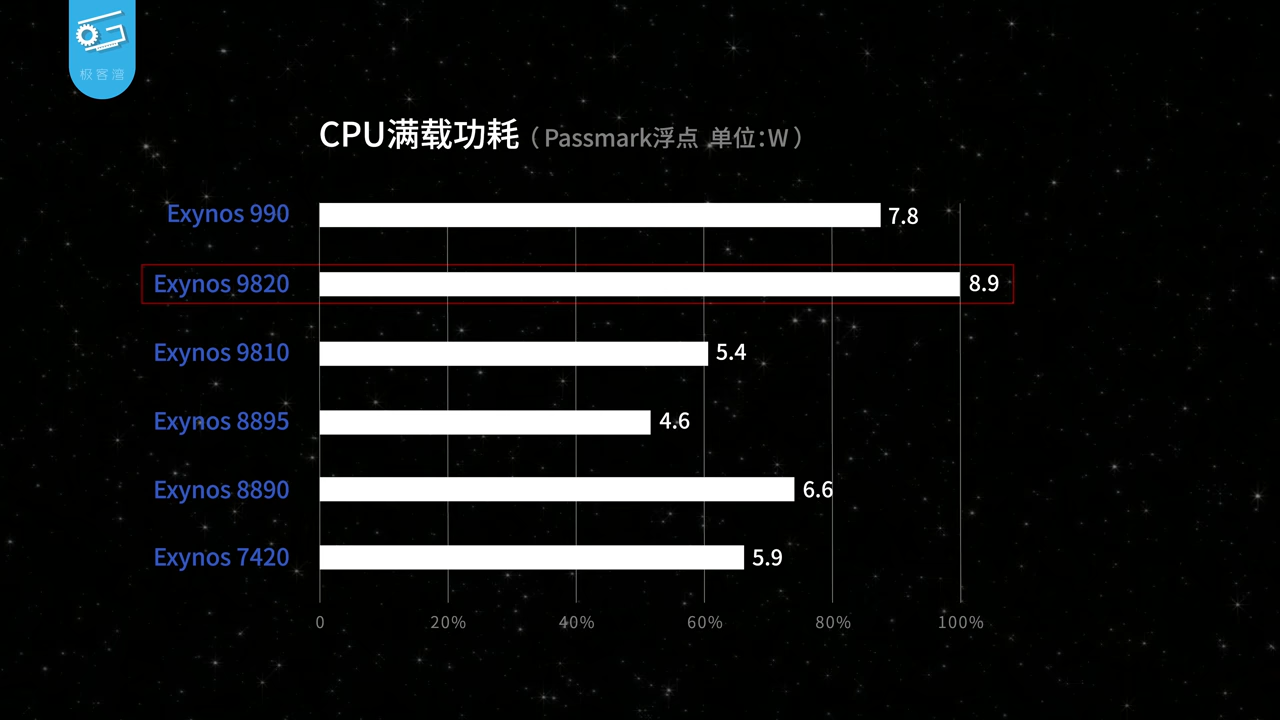 极客湾
CPU满载功耗（Passmark浮点 单位:W）
Exynos 990 7.8
Exynos 9820 8.9
Exynos 9810 5.4
Exynos 8895 4.6
Exynos 8890 6.6
Exynos 7420 5.9
0 20% 40% 60% 80% 100%